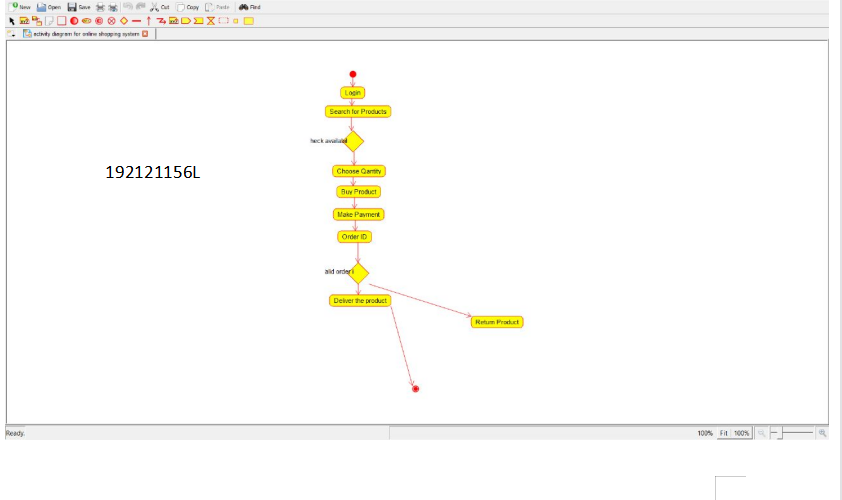 New Open Save Cut Copy Paste Find
activity diagram for online shopping system
Login
Search for Products
heck availabl
192121156L
Choose Qantity
Buy Product
Make Payment
Order ID
alid order i
Deliver the product
Return Product
Ready.
100% Fit 100%